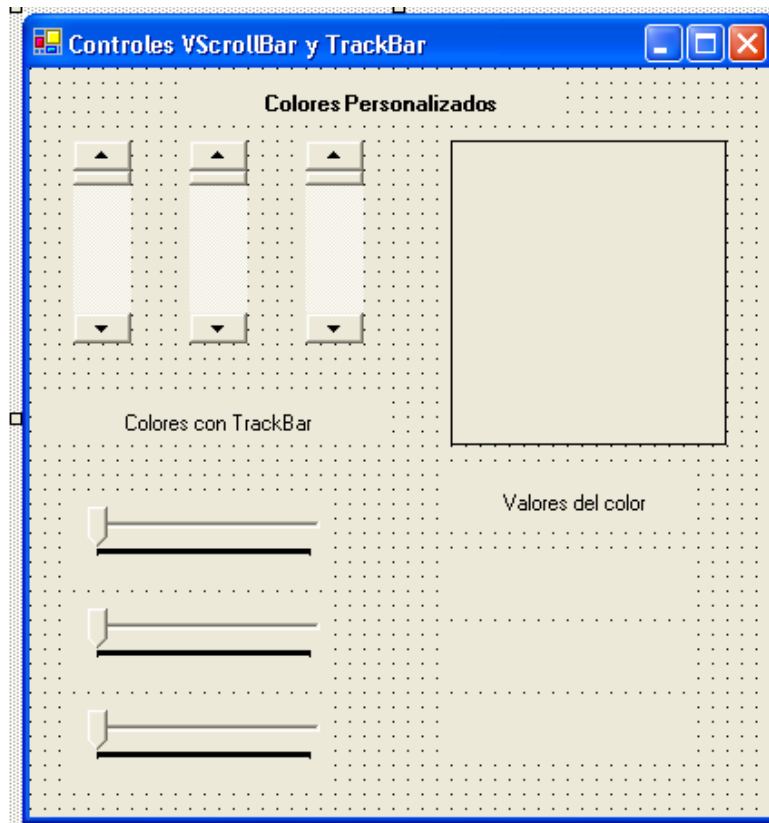 Controles VScrollBar y TrackBar
Colores Personalizados
Colores con TrackBar
Valores del color